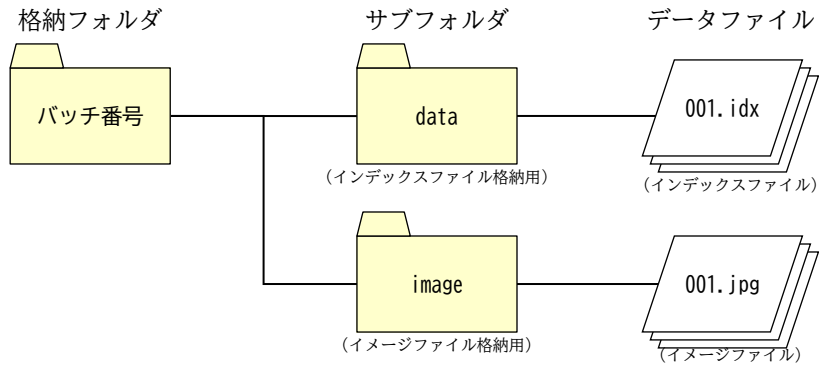 格納フォルダ
サブフォルダ
データファイル
バッチ番号
data
001.idx
（インデックスファイル格納用）
（インデックスファイル）
image
001.jpg
（イメージファイル格納用）
（イメージファイル）